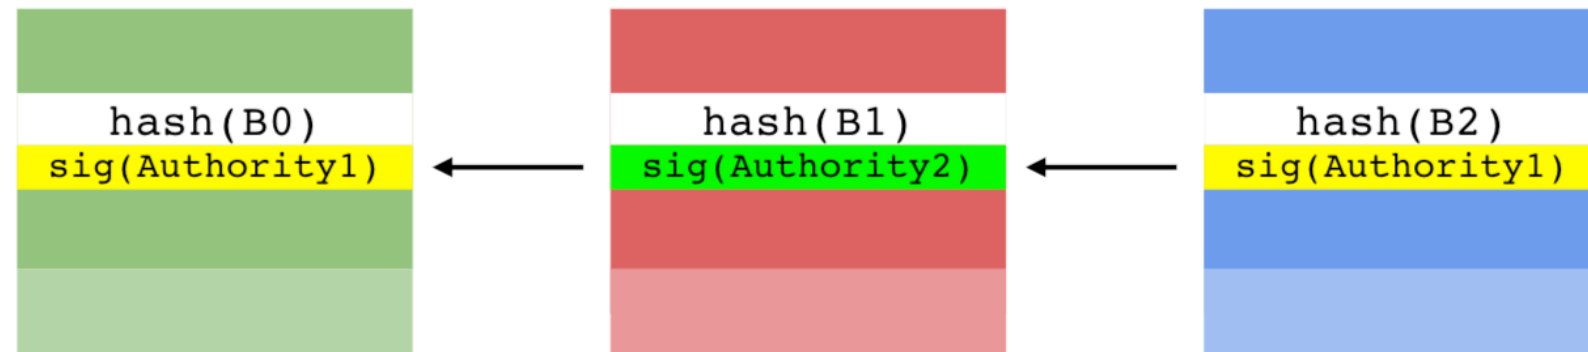 hash(B0)
sig(Authority1)
hash(B1)
sig(Authority2)
hash(B2)
sig(Authority1)